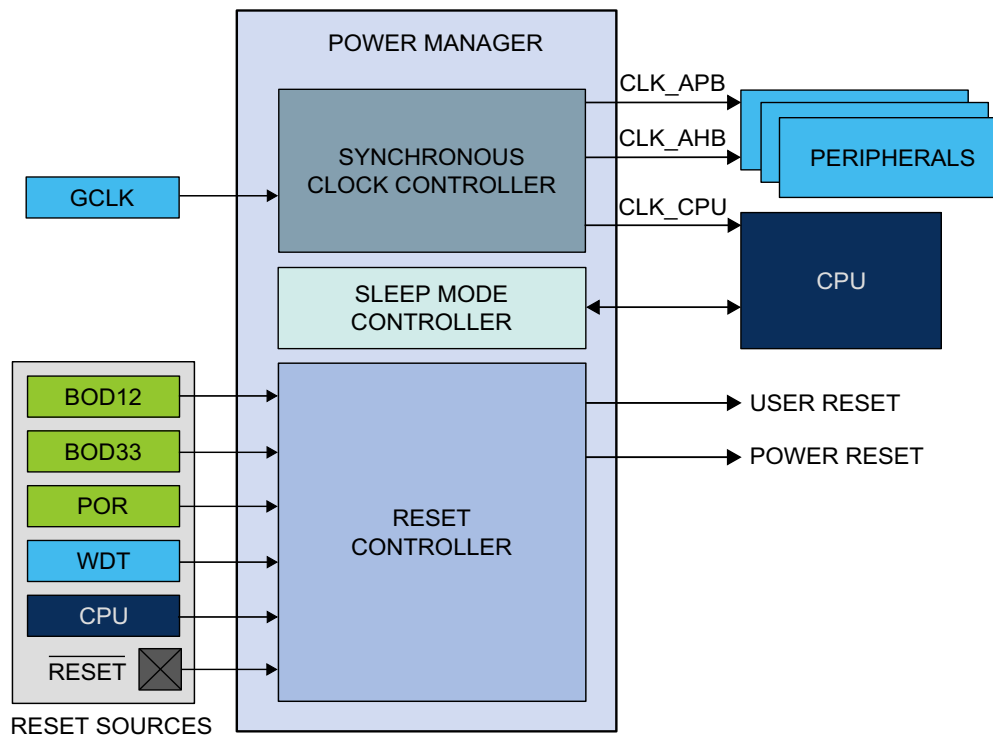 POWER MANAGER
CLK_APB
SYNCHRONOUS
CLOCK CONTROLLER
CLK_AHB
PERIPHERALS
GCLK
CLK_CPU
CPU
SLEEP MODE
CONTROLLER
BOD12
BOD33
POR
WDT
CPU
RESET
RESET SOURCES
RESET
CONTROLLER
USER RESET
POWER RESET